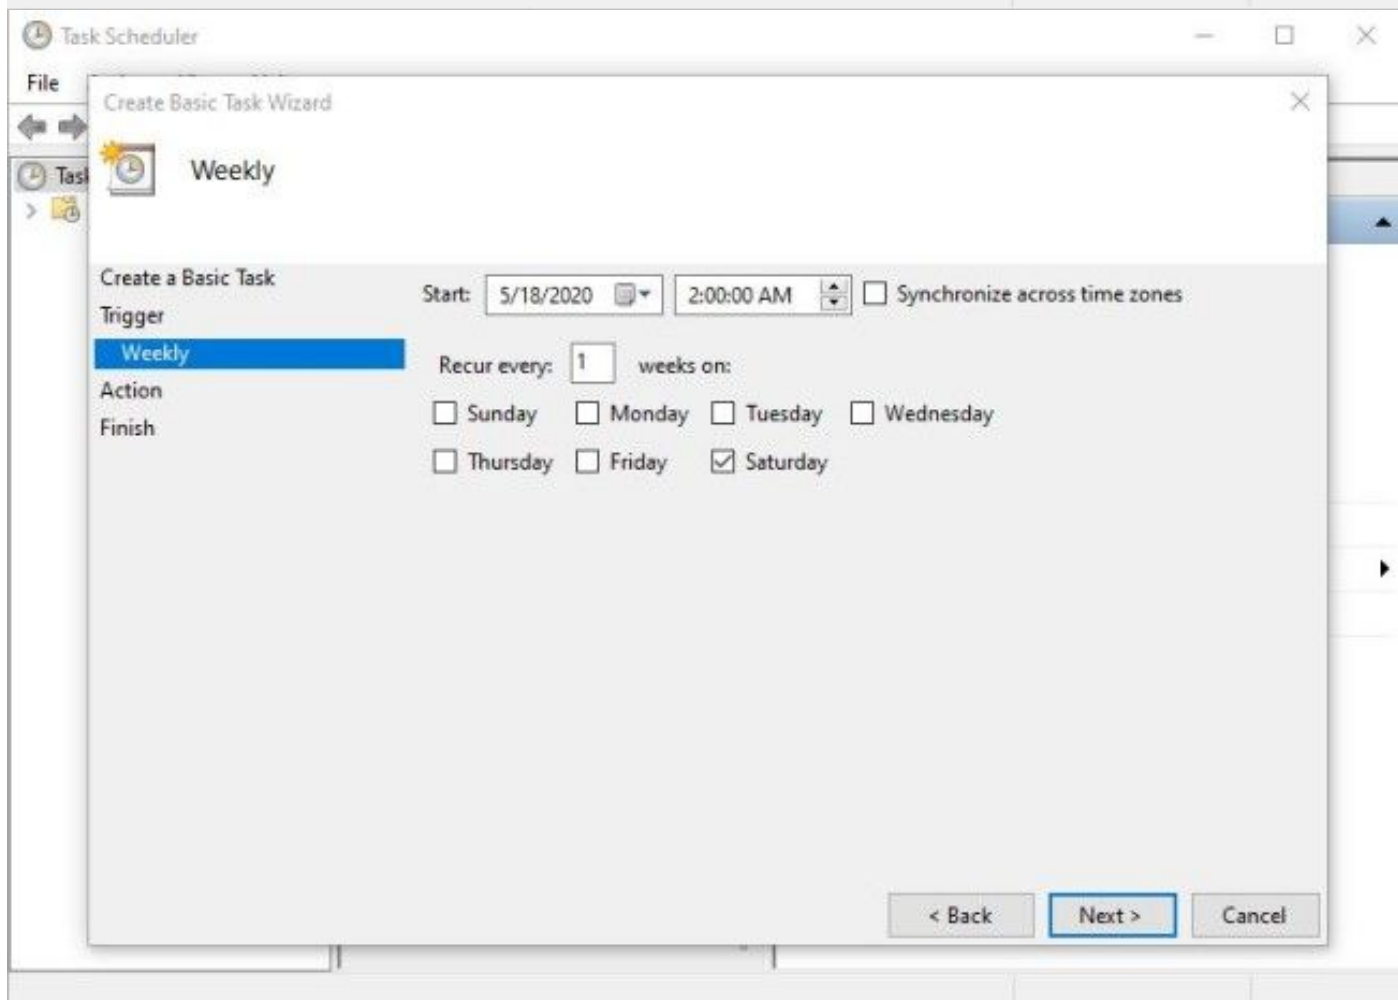 Task Scheduler
File
Create Basic Task Wizard
Task
Weekly
Create a Basic Task
Trigger
Weekly
Action
Finish
Start: 5/18/2020 2:00:00 AM Synchronize across time zones
Recur every: 1 weeks on:
Sunday Monday Tuesday Wednesday
Thursday Friday Saturday
< Back Next > Cancel